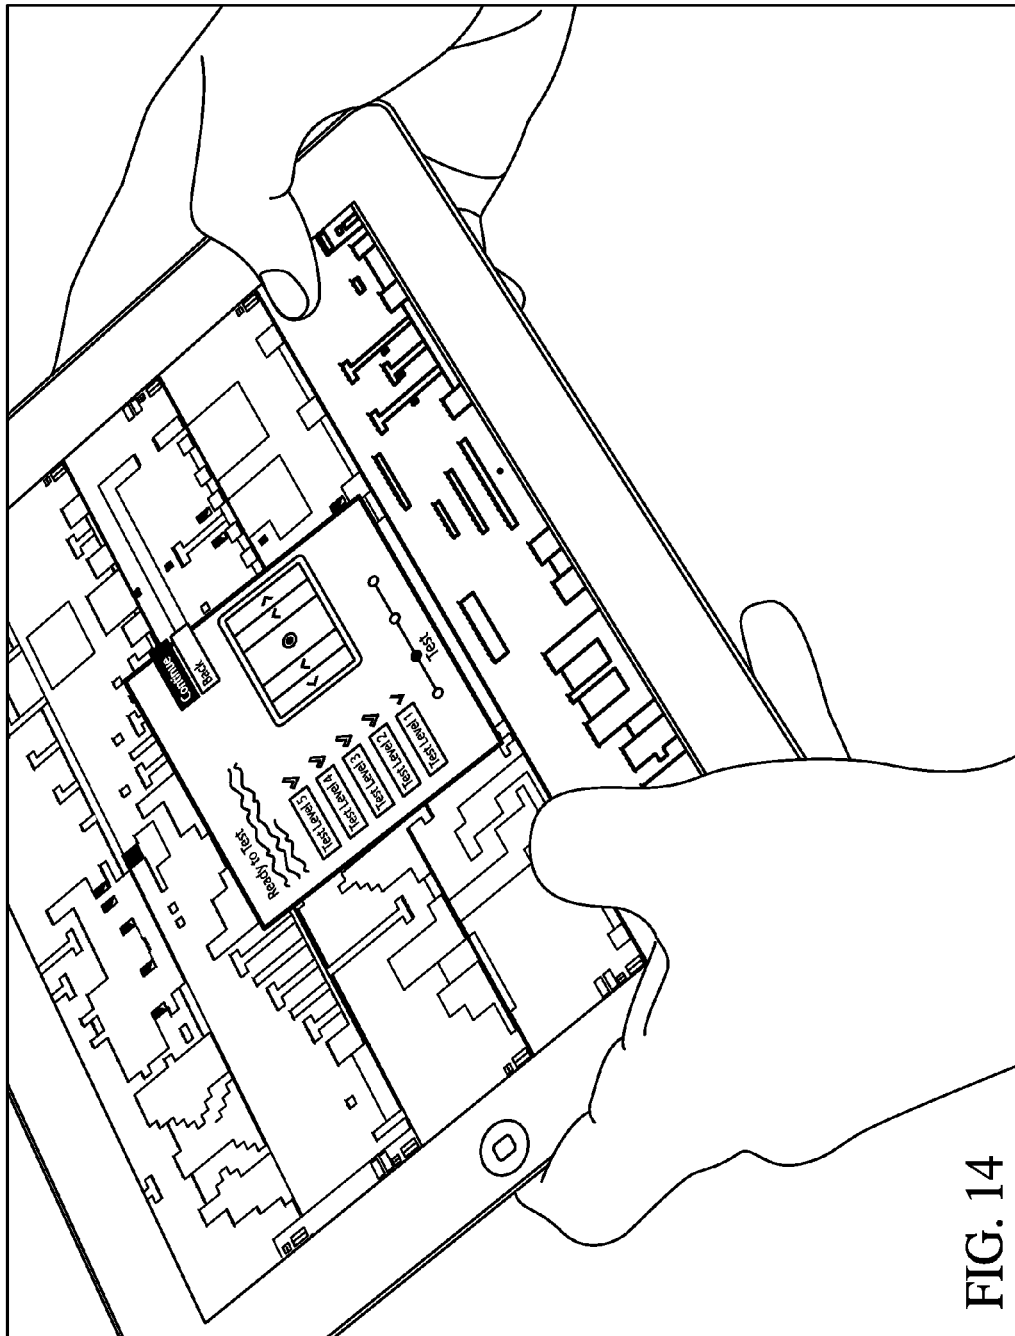 Ready to Test
Test Level 5
Test Level 4
Test Level 3
Test Level 2
Test Level 1
Test
Continue
Back
FIG. 14